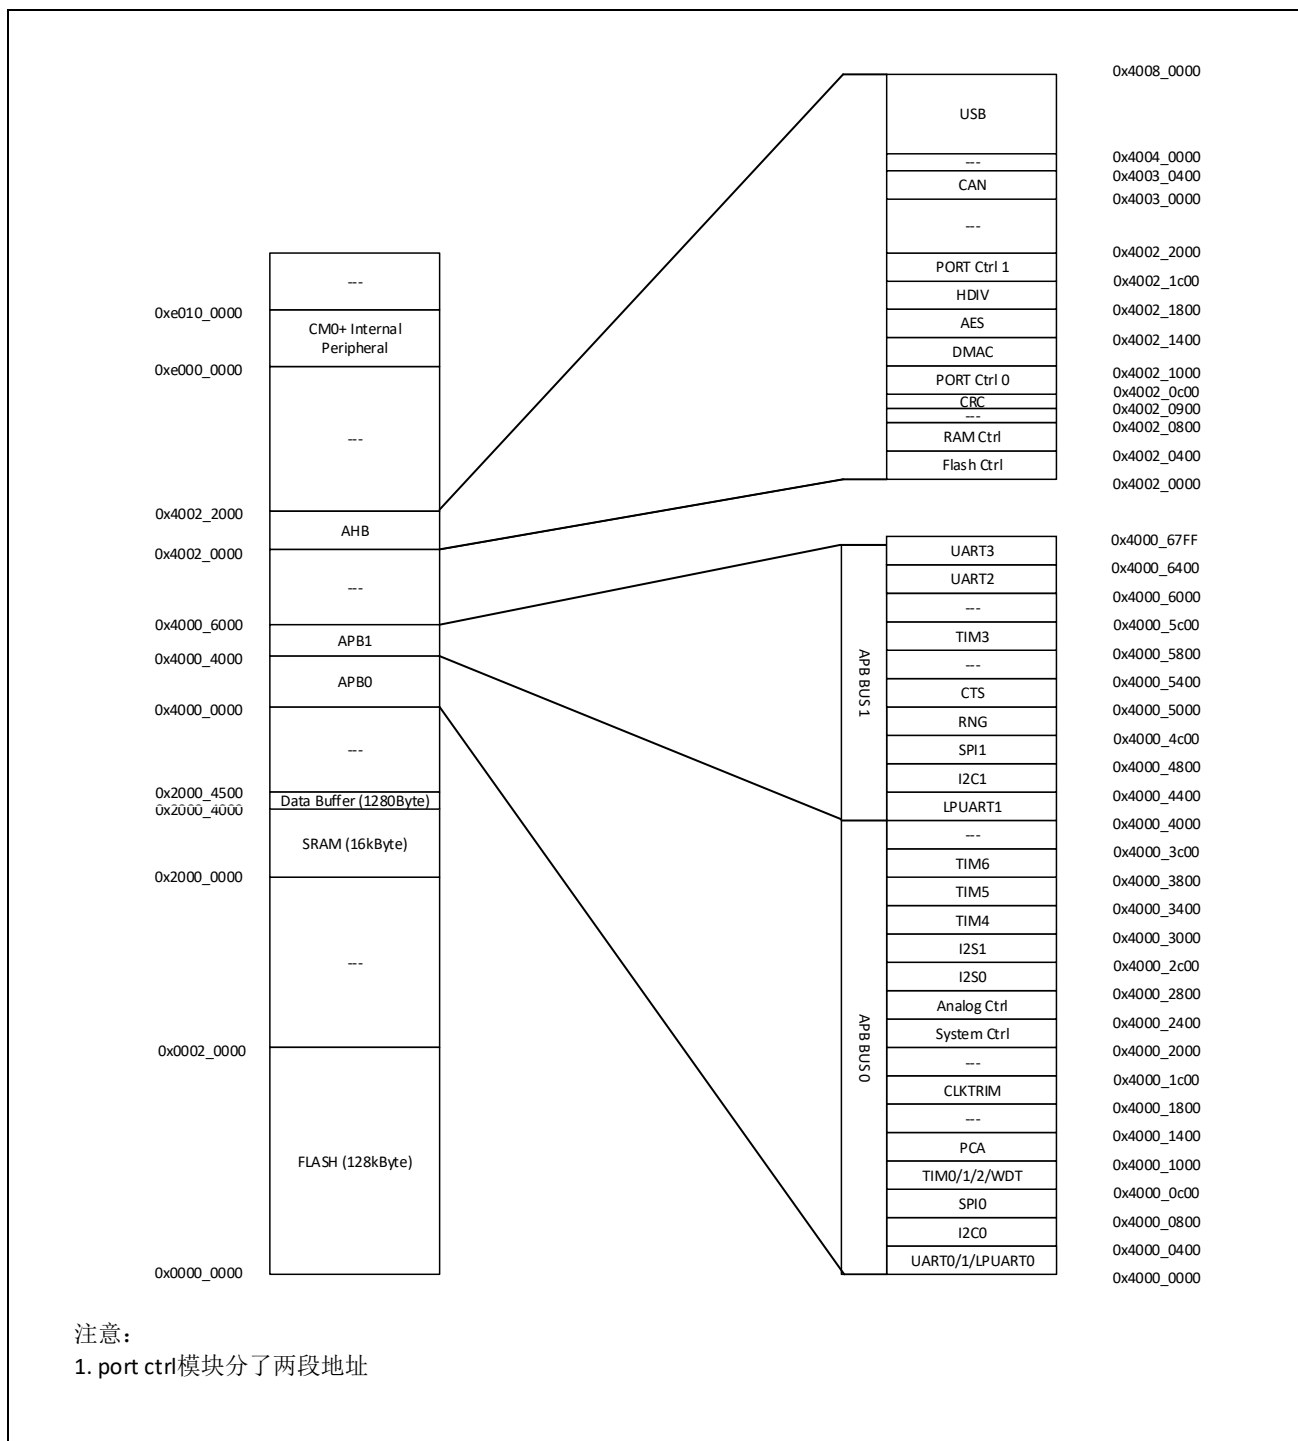 ---
0xe010_0000
CM0+ Internal
Peripheral
0xe000_0000
---
0x4002_2000
AHB
0x4002_0000
---
0x4000_6000
APB1
0x4000_4000
APB0
0x4000_0000
---
0x2000_4500
Data Buffer (1280Byte)
0x2000_4000
SRAM (16kByte)
0x2000_0000
---
0x0002_0000
FLASH (128kByte)
0x0000_0000
0x4008_0000
USB
0x4004_0000
---
0x4003_0400
CAN
0x4003_0000
---
0x4002_2000
PORT Ctrl 1
0x4002_1c00
HDIV
0x4002_1800
AES
0x4002_1400
DMAC
0x4002_1000
PORT Ctrl 0
0x4002_0c00
CRC
0x4002_0900
---
0x4002_0800
RAM Ctrl
0x4002_0400
Flash Ctrl
0x4002_0000
APB BUS 1
0x4000_67FF
UART3
0x4000_6400
UART2
0x4000_6000
---
0x4000_5c00
TIM3
0x4000_5800
---
0x4000_5400
CTS
0x4000_5000
RNG
0x4000_4c00
SPI1
0x4000_4800
I2C1
0x4000_4400
LPUART1
0x4000_4000
APB BUS 0
---
0x4000_3c00
TIM6
0x4000_3800
TIM5
0x4000_3400
TIM4
0x4000_3000
I2S1
0x4000_2c00
I2S0
0x4000_2800
Analog Ctrl
0x4000_2400
System Ctrl
0x4000_2000
---
0x4000_1c00
CLKTRIM
0x4000_1800
---
0x4000_1400
PCA
0x4000_1000
TIM0/1/2/WDT
0x4000_0c00
SPI0
0x4000_0800
I2C0
0x4000_0400
UART0/1/LPUART0
0x4000_0000
注意：
1. port ctrl模块分了两段地址